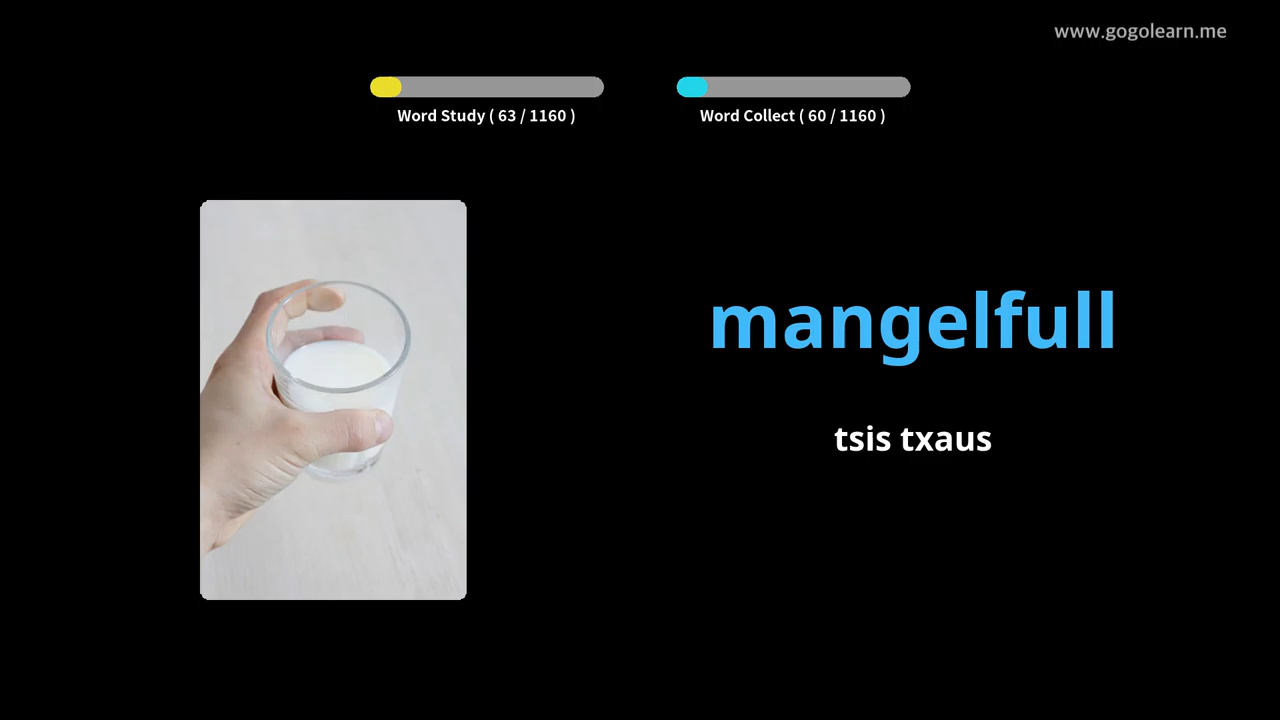 www.gogolearn.me
Word Study ( 63 / 1160 )
Word Collect ( 60 / 1160 )
mangelfull
tsis txaus